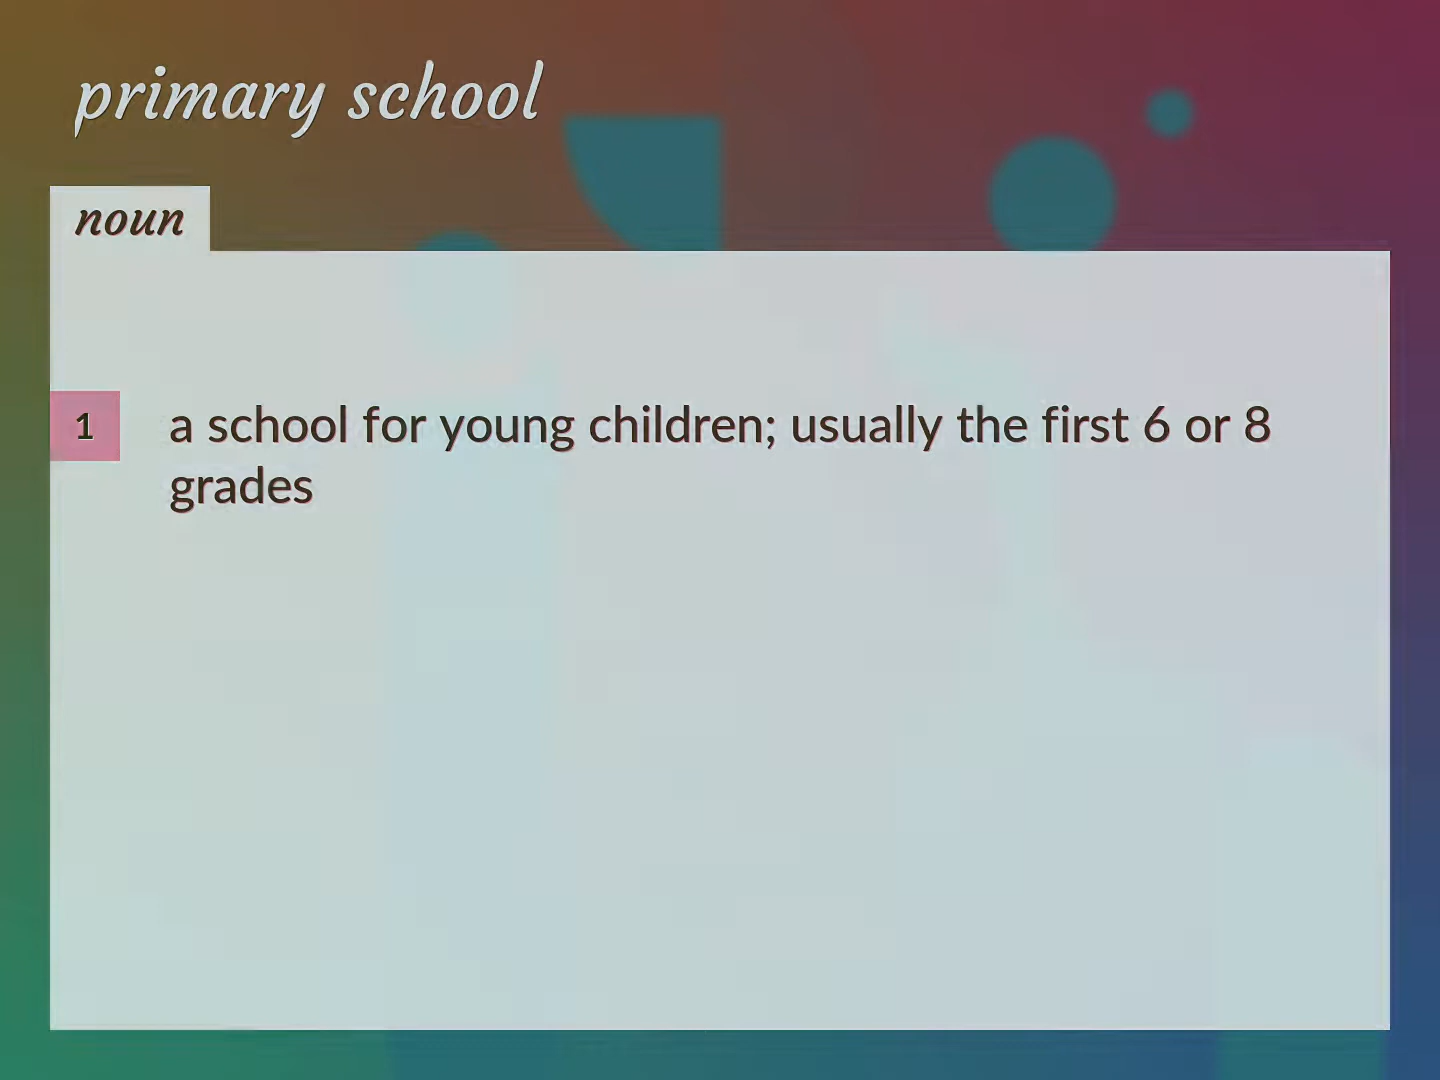 primary school
noun
1 a school for young children; usually the first 6 or 8
grades